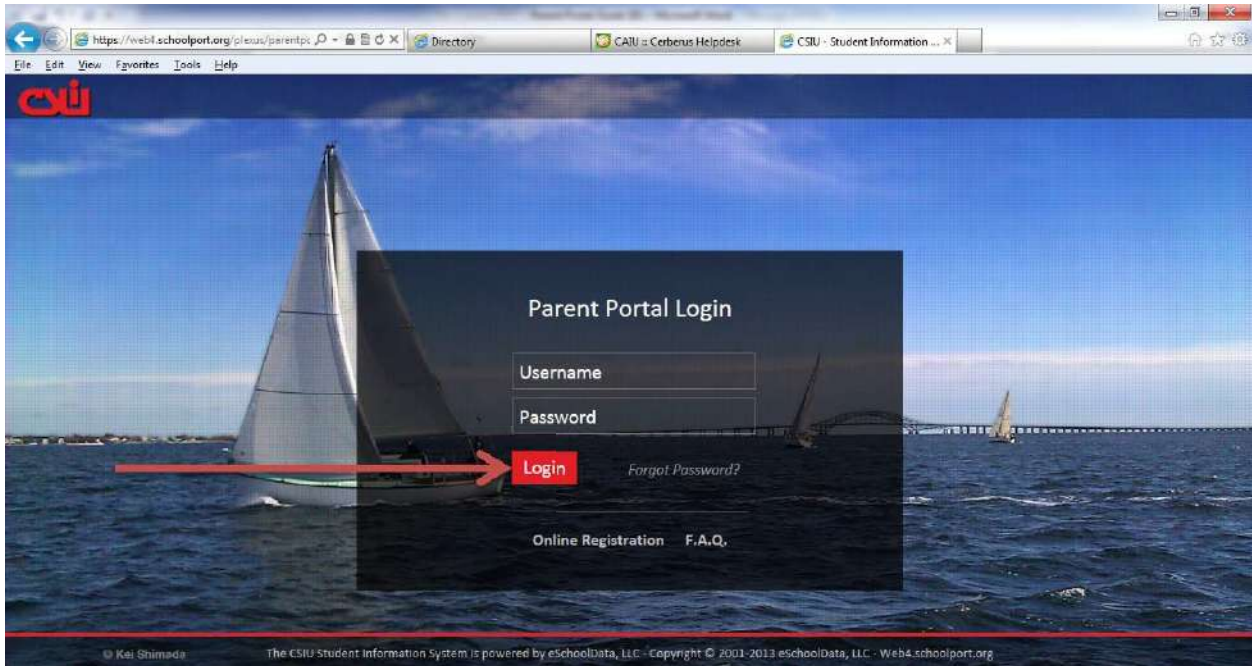 https://web4.schoolport.org/plexus/parentpo
Directory
CAIU :: Cerberus Helpdesk
CSIU - Student Information ...
File Edit View Favorites Tools Help
csiu
Parent Portal Login
Username
Password
Login
Forgot Password?
Online Registration F.A.Q.
© Kei Shimada
The CSIU Student Information System is powered by eSchoolData, LLC - Copyright © 2001-2013 eSchoolData, LLC - Web4.schoolport.org